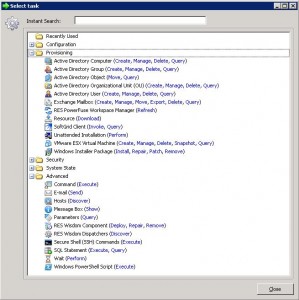 Select task
Instant Search:
Recently Used
Configuration
Provisioning
Active Directory Computer (Create, Manage, Delete, Query)
Active Directory Group (Create, Manage, Delete, Query)
Active Directory Object (Move, Query)
Active Directory Organizational Unit (OU) (Create, Manage, Delete, Query)
Active Directory User (Create, Manage, Delete, Query)
Exchange Mailbox (Create, Manage, Move, Export, Delete, Query)
RES PowerFuse Workspace Manager (Refresh)
Resource (Download)
SoftGrid Client (Invoke, Query)
Unattended Installation (Perform)
VMware ESX Virtual Machine (Create, Manage, Delete, Snapshot, Query)
Windows Installer Package (Install, Repair, Patch, Remove)
Security
System State
Advanced
Command (Execute)
E-mail (Send)
Hosts (Discover)
Message Box (Show)
Parameters (Query)
RES Wisdom Component (Deploy, Repair, Remove)
RES Wisdom Dispatchers (Discover)
Secure Shell (SSH) Commands (Execute)
SQL Statement (Execute, Query)
Wait (Perform)
Windows PowerShell Script (Execute)
Close